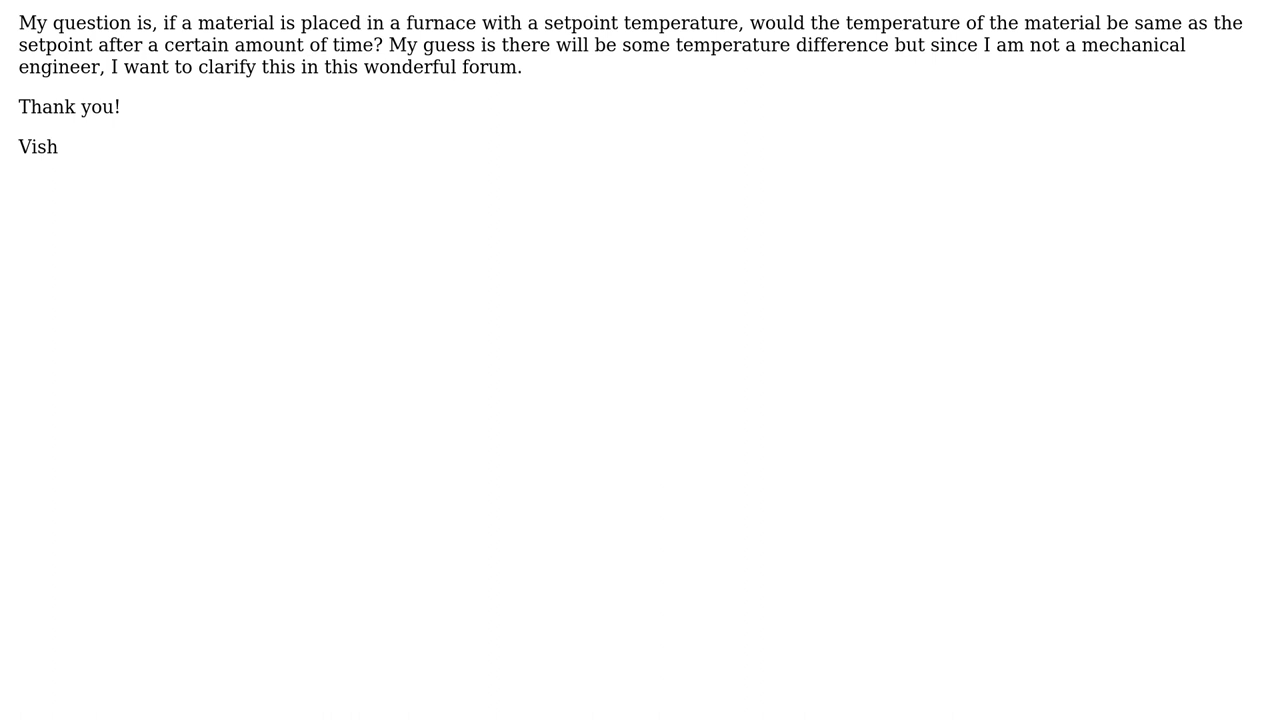 My question is, if a material is placed in a furnace with a setpoint temperature, would the temperature of the material be same as the
setpoint after a certain amount of time? My guess is there will be some temperature difference but since I am not a mechanical
engineer, I want to clarify this in this wonderful forum.
Thank you!
Vish